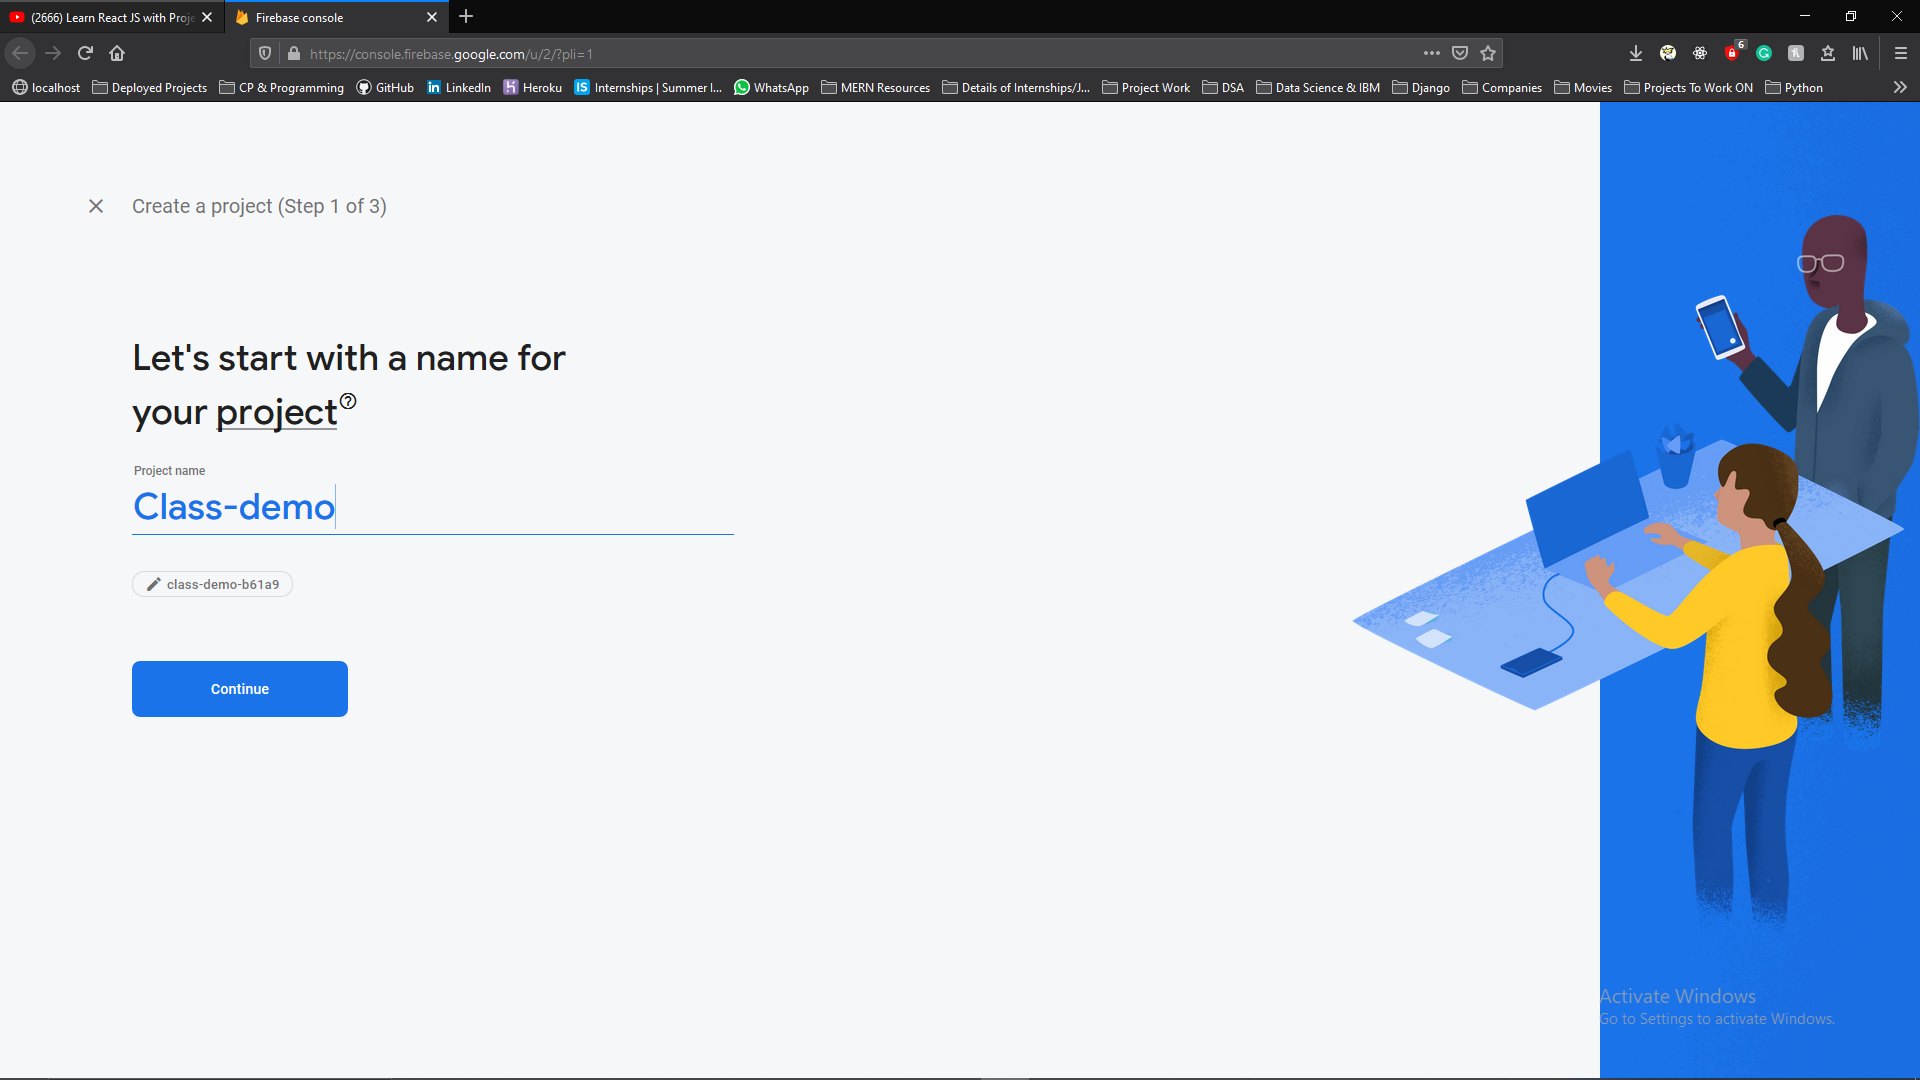 (2666) Learn React JS with Proje
Firebase console
https://console.firebase.google.com/u/2/?pli=1
6
localhost
Deployed Projects
CP & Programming
GitHub
LinkedIn
Heroku
Internships | Summer I...
WhatsApp
MERN Resources
Details of Internships/J...
Project Work
DSA
Data Science & IBM
Django
Companies
Movies
Projects To Work ON
Python
Create a project (Step 1 of 3)
Let's start with a name for
your project
Project name
Class-demo
class-demo-b61a9
Continue
Activate Windows
Go to Settings to activate Windows.